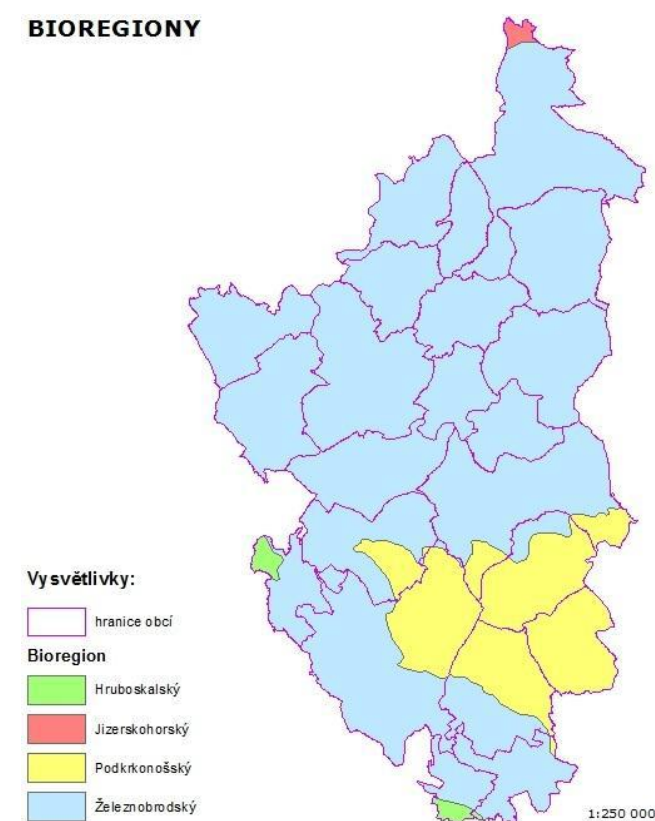 BIOREGIONY
Vysvětlivky:
hranice obcí
Bioregion
Hruboskalský
Jizerskohorský
Podkrkonošský
Železnobrodský
1:250 000